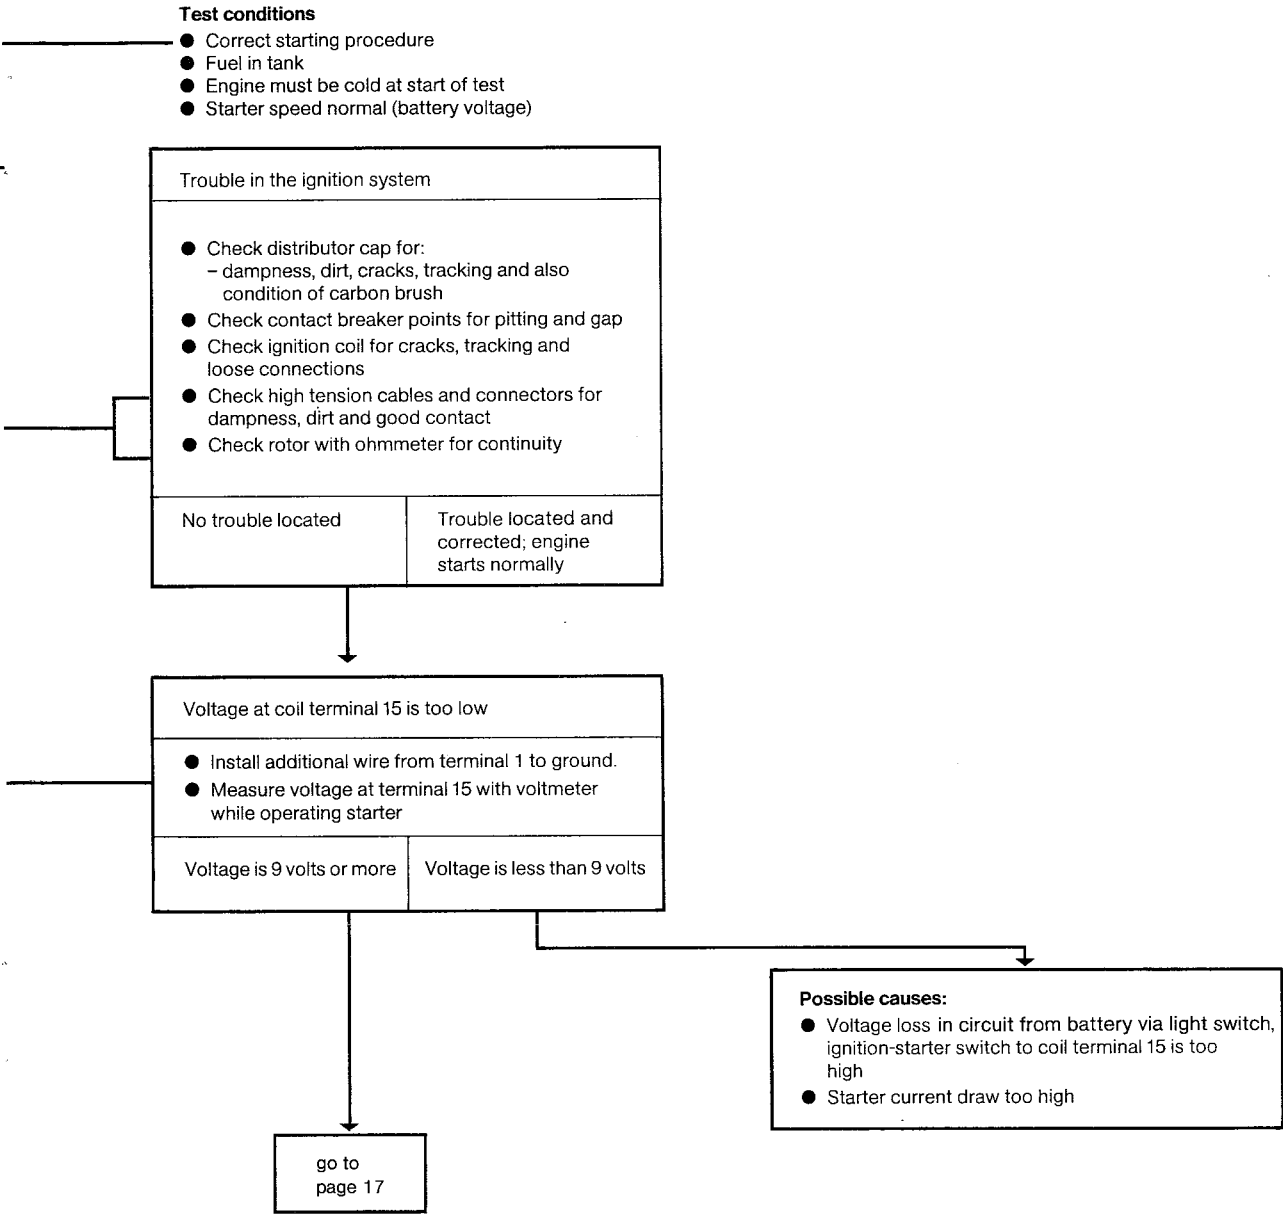 Test conditions
● Correct starting procedure
● Fuel in tank
● Engine must be cold at start of test
● Starter speed normal (battery voltage)
Trouble in the ignition system
● Check distributor cap for:
– dampness, dirt, cracks, tracking and also
condition of carbon brush
● Check contact breaker points for pitting and gap
● Check ignition coil for cracks, tracking and
loose connections
● Check high tension cables and connectors for
dampness, dirt and good contact
● Check rotor with ohmmeter for continuity
No trouble located
Trouble located and
corrected; engine
starts normally
Voltage at coil terminal 15 is too low
● Install additional wire from terminal 1 to ground.
● Measure voltage at terminal 15 with voltmeter
while operating starter
Voltage is 9 volts or more
Voltage is less than 9 volts
Possible causes:
● Voltage loss in circuit from battery via light switch,
ignition-starter switch to coil terminal 15 is too
high
● Starter current draw too high
go to
page 17